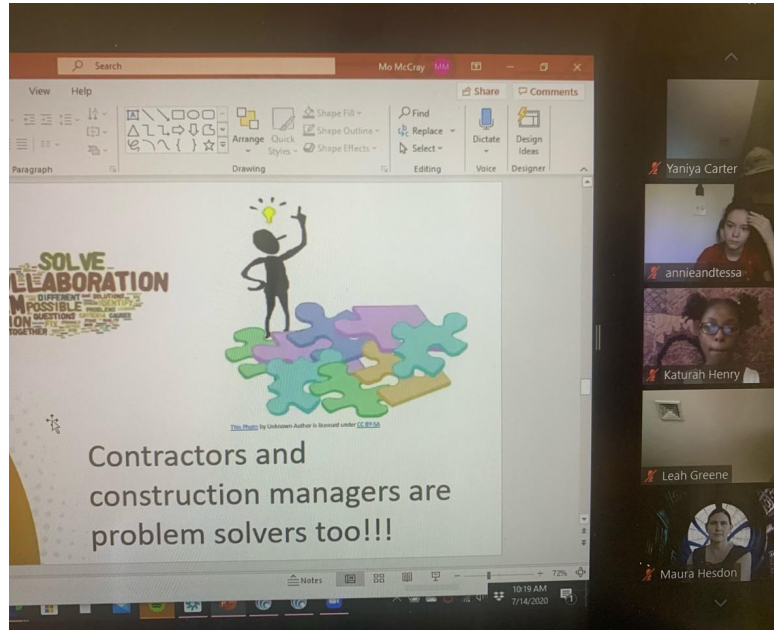 Search
Mo McCray MM
View Help
Share Comments
Shape Fill
Shape Outline
Shape Effects
Arrange
Quick
Styles
Find
Replace
Select
Dictate
Design
Ideas
Paragraph
Drawing
Editing
Voice
Designer
SOLVE
LLABORATION
DIFFERENT
POSSIBLE
IDENTIFY
QUESTIONS
ION
TOGETHER
This Photo by Unknown Author is licensed under CC BY-SA
Contractors and
construction managers are
problem solvers too!!!
Notes
72%
10:19 AM
7/14/2020
Yaniya Carter
annieandtessa
Katurah Henry
Leah Greene
Maura Hesdon